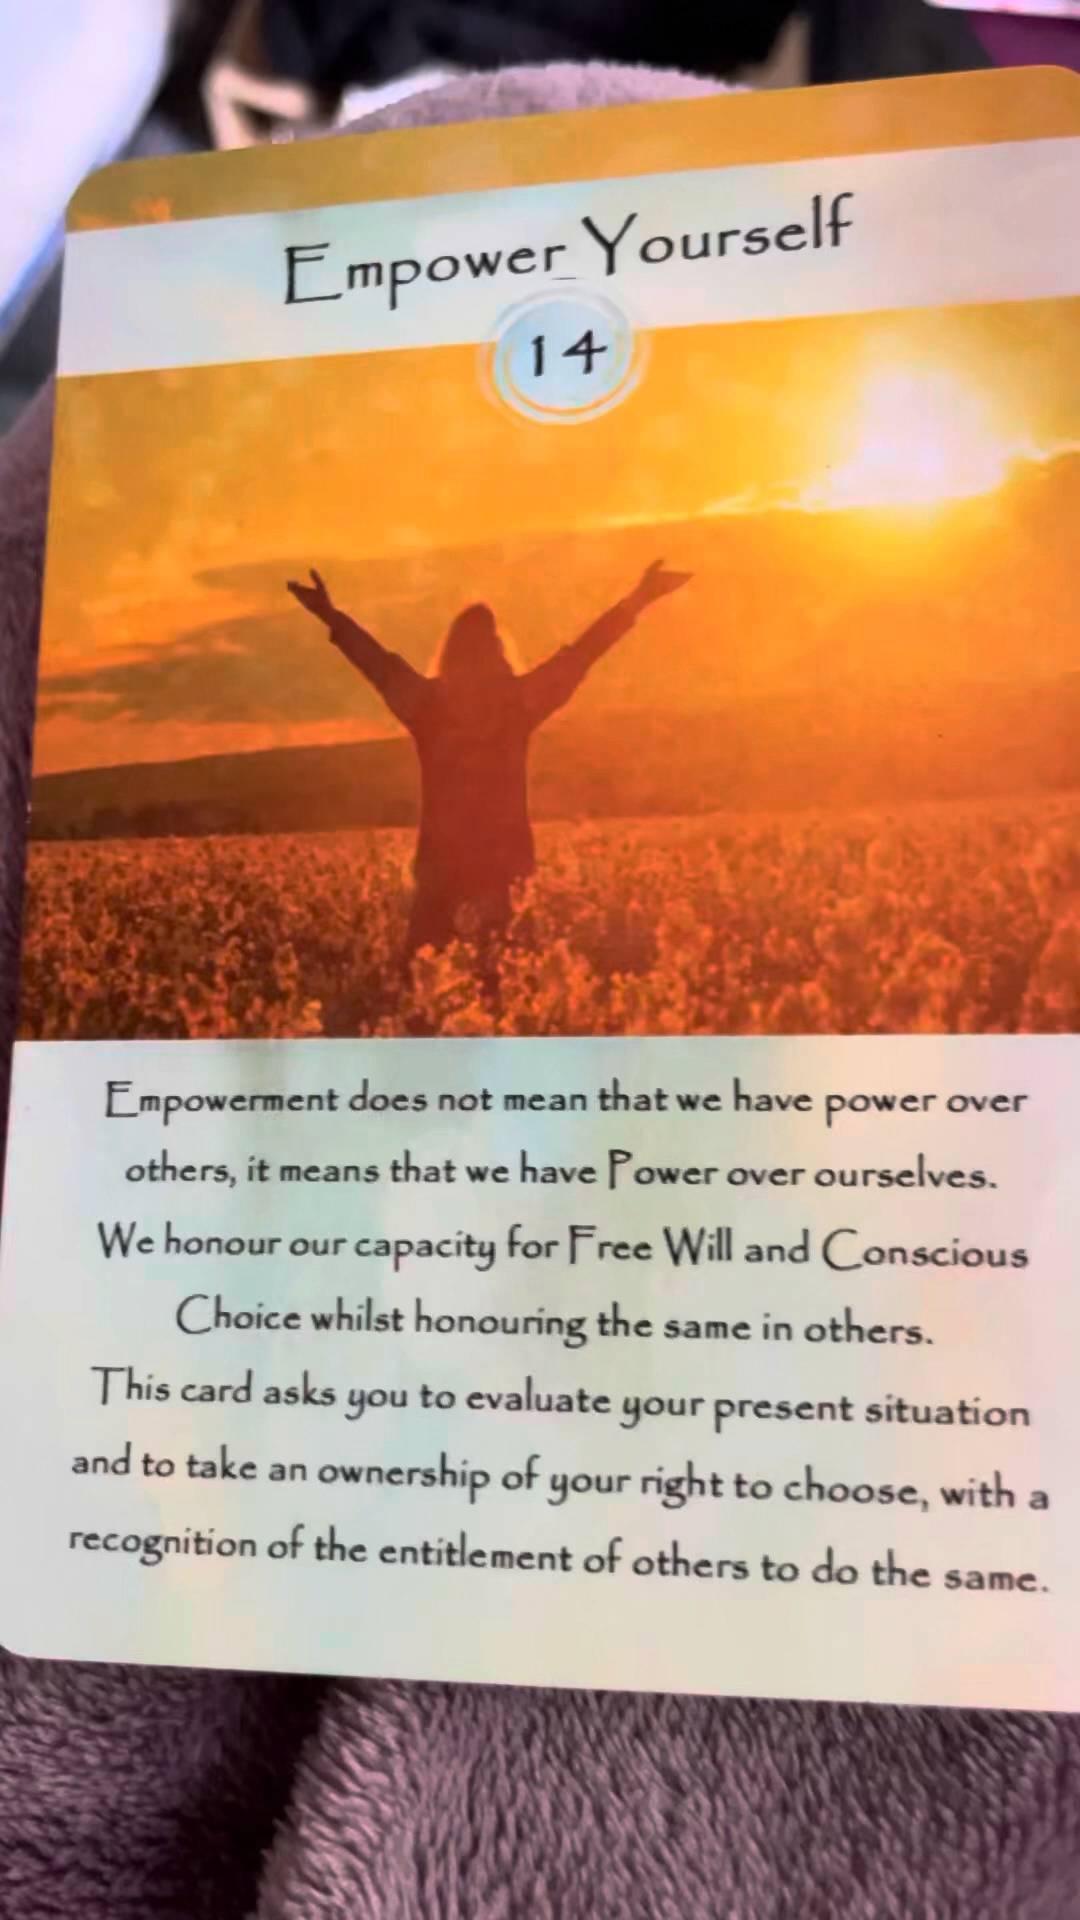 Empower Yourself
14
Empowerment does not mean that we have power over
others, it means that we have Power over ourselves.
We honour our capacity for Free Will and Conscious
Choice whilst honouring the same in others.
This card asks you to evaluate your present situation
and to take an ownership of your right to choose, with a
recognition of the entitlement of others to do the same.